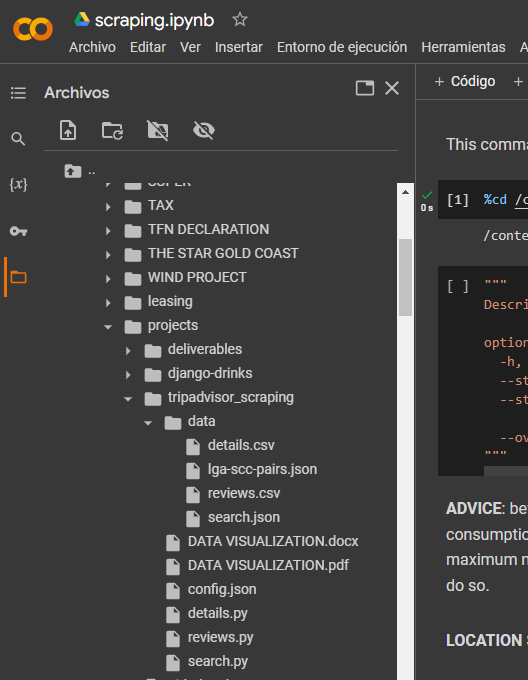 scraping.ipynb
Archivo Editar Ver Insertar Entorno de ejecución Herramientas A
Archivos
{x}
..
SUPER
TAX
TFN DECLARATION
THE STAR GOLD COAST
WIND PROJECT
leasing
projects
deliverables
django-drinks
tripadvisor_scraping
data
details.csv
lga-scc-pairs.json
reviews.csv
search.json
DATA VISUALIZATION.docx
DATA VISUALIZATION.pdf
config.json
details.py
reviews.py
search.py
+ Código +
This comma
[1] %cd /c
0 s
/conte
[ ] """
Descri
option
-h,
--st
--st
--ov
"""
ADVICE: bef
consumptio
maximum n
do so.
LOCATION S